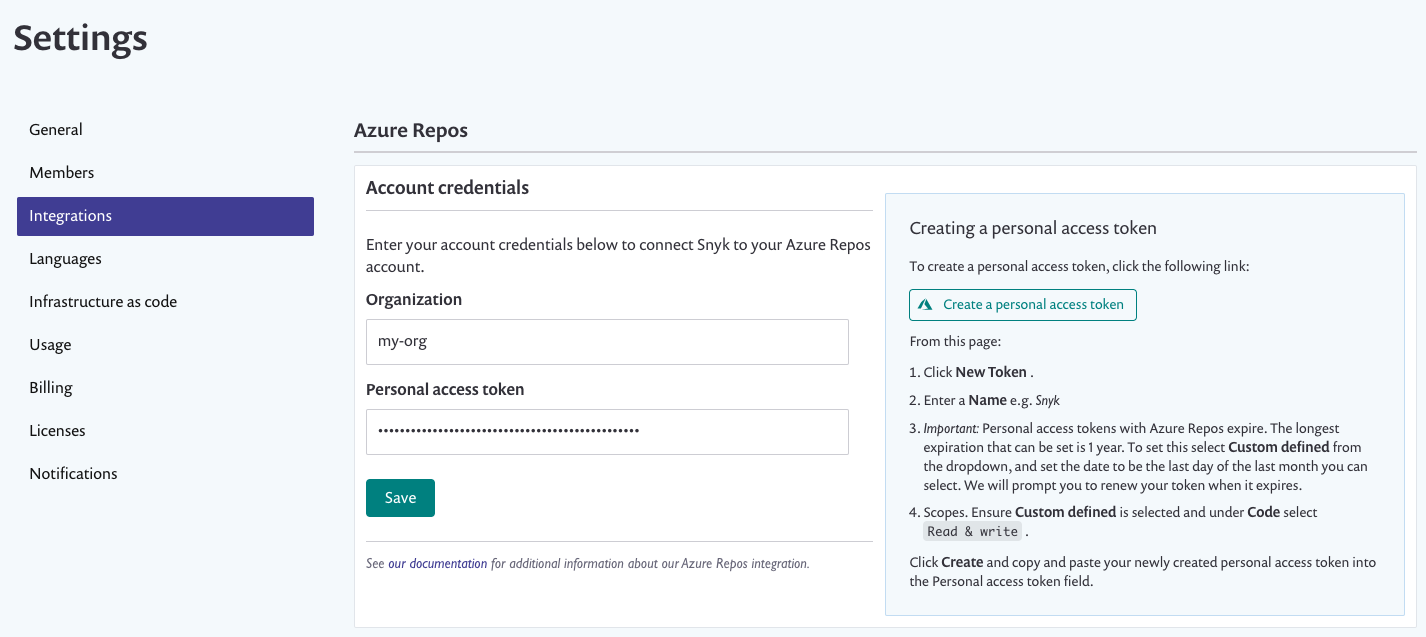 Settings
General
Members
Integrations
Languages
Infrastructure as code
Usage
Billing
Licenses
Notifications
Azure Repos
Account credentials
Enter your account credentials below to connect Snyk to your Azure Repos
account.
Organization
my-org
Personal access token
••••••••••••••••••••••••••••••••••••••••••••••••
Save
See our documentation for additional information about our Azure Repos integration.
Creating a personal access token
To create a personal access token, click the following link:
Create a personal access token
From this page:
1. Click New Token .
2. Enter a Name e.g. Snyk
3. Important: Personal access tokens with Azure Repos expire. The longest
expiration that can be set is 1 year. To set this select Custom defined from
the dropdown, and set the date to be the last day of the last month you can
select. We will prompt you to renew your token when it expires.
4. Scopes. Ensure Custom defined is selected and under Code select
Read & write .
Click Create and copy and paste your newly created personal access token into
the Personal access token field.